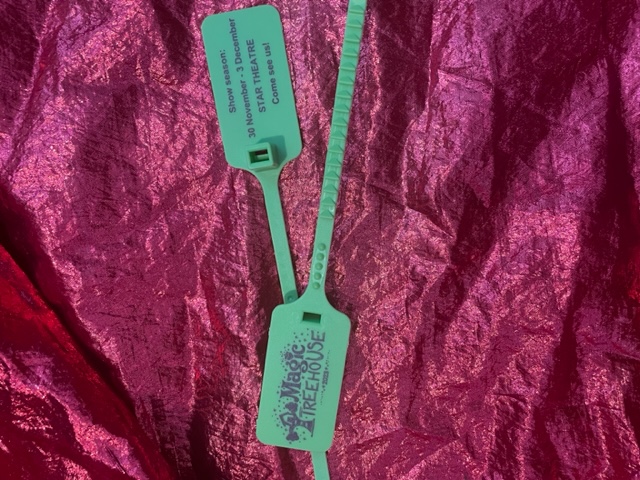 Show season:
30 November - 3 December
STAR THEATRE
Come see us!
Magic
TREEHOUSE